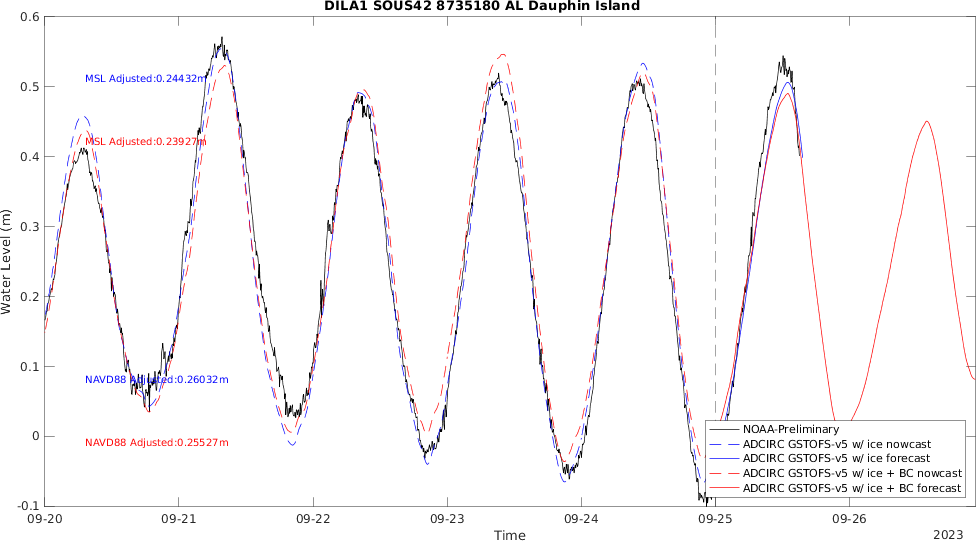 DILA1 SOUS42 8735180 AL Dauphin Island
0.6
0.5
0.4
0.3
0.2
0.1
0
-0.1
Water Level (m)
MSL Adjusted:0.24432m
MSL Adjusted:0.23927m
NAVD88 Adjusted:0.26032m
NAVD88 Adjusted:0.25527m
NOAA-Preliminary
ADCIRC GSTOFS-v5 w/ ice nowcast
ADCIRC GSTOFS-v5 w/ ice forecast
ADCIRC GSTOFS-v5 w/ ice + BC nowcast
ADCIRC GSTOFS-v5 w/ ice + BC forecast
09-20 09-21 09-22 09-23 09-24 09-25 09-26
Time
2023